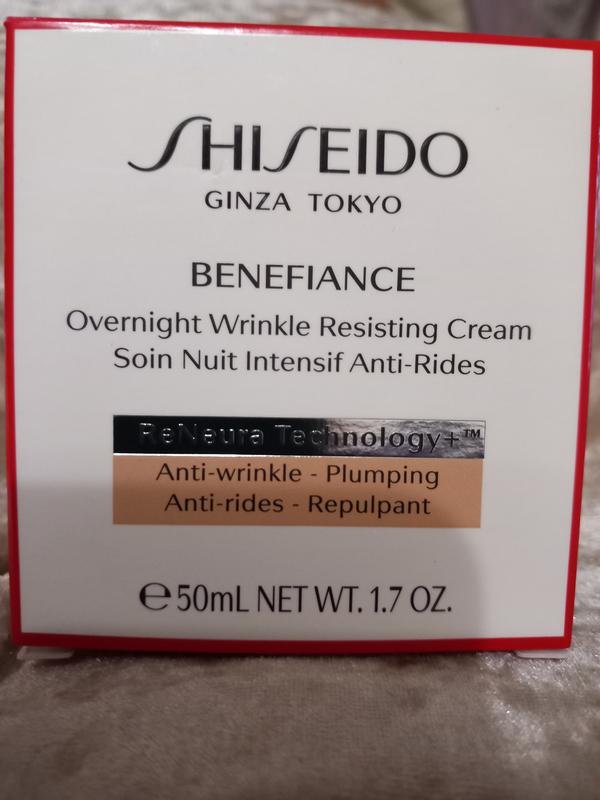 SHISEIDO
GINZA TOKYO
BENEFIANCE
Overnight Wrinkle Resisting Cream
Soin Nuit Intensif Anti-Rides
ReNeura Technology+™
Anti-wrinkle - Plumping
Anti-rides - Repulpant
℮ 50mL NET WT. 1.7 OZ.